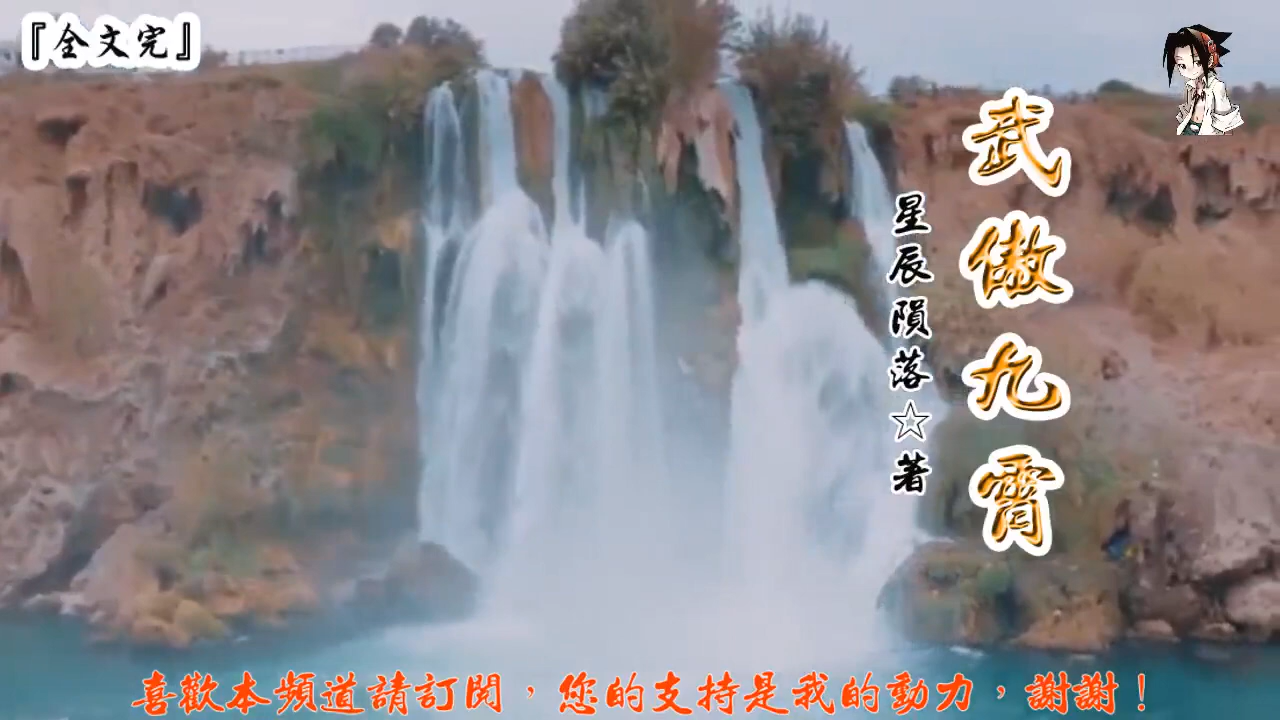 『全文完』
武傲九霄
星辰隕落☆著
喜歡本頻道請訂閱，您的支持是我的動力，謝謝！